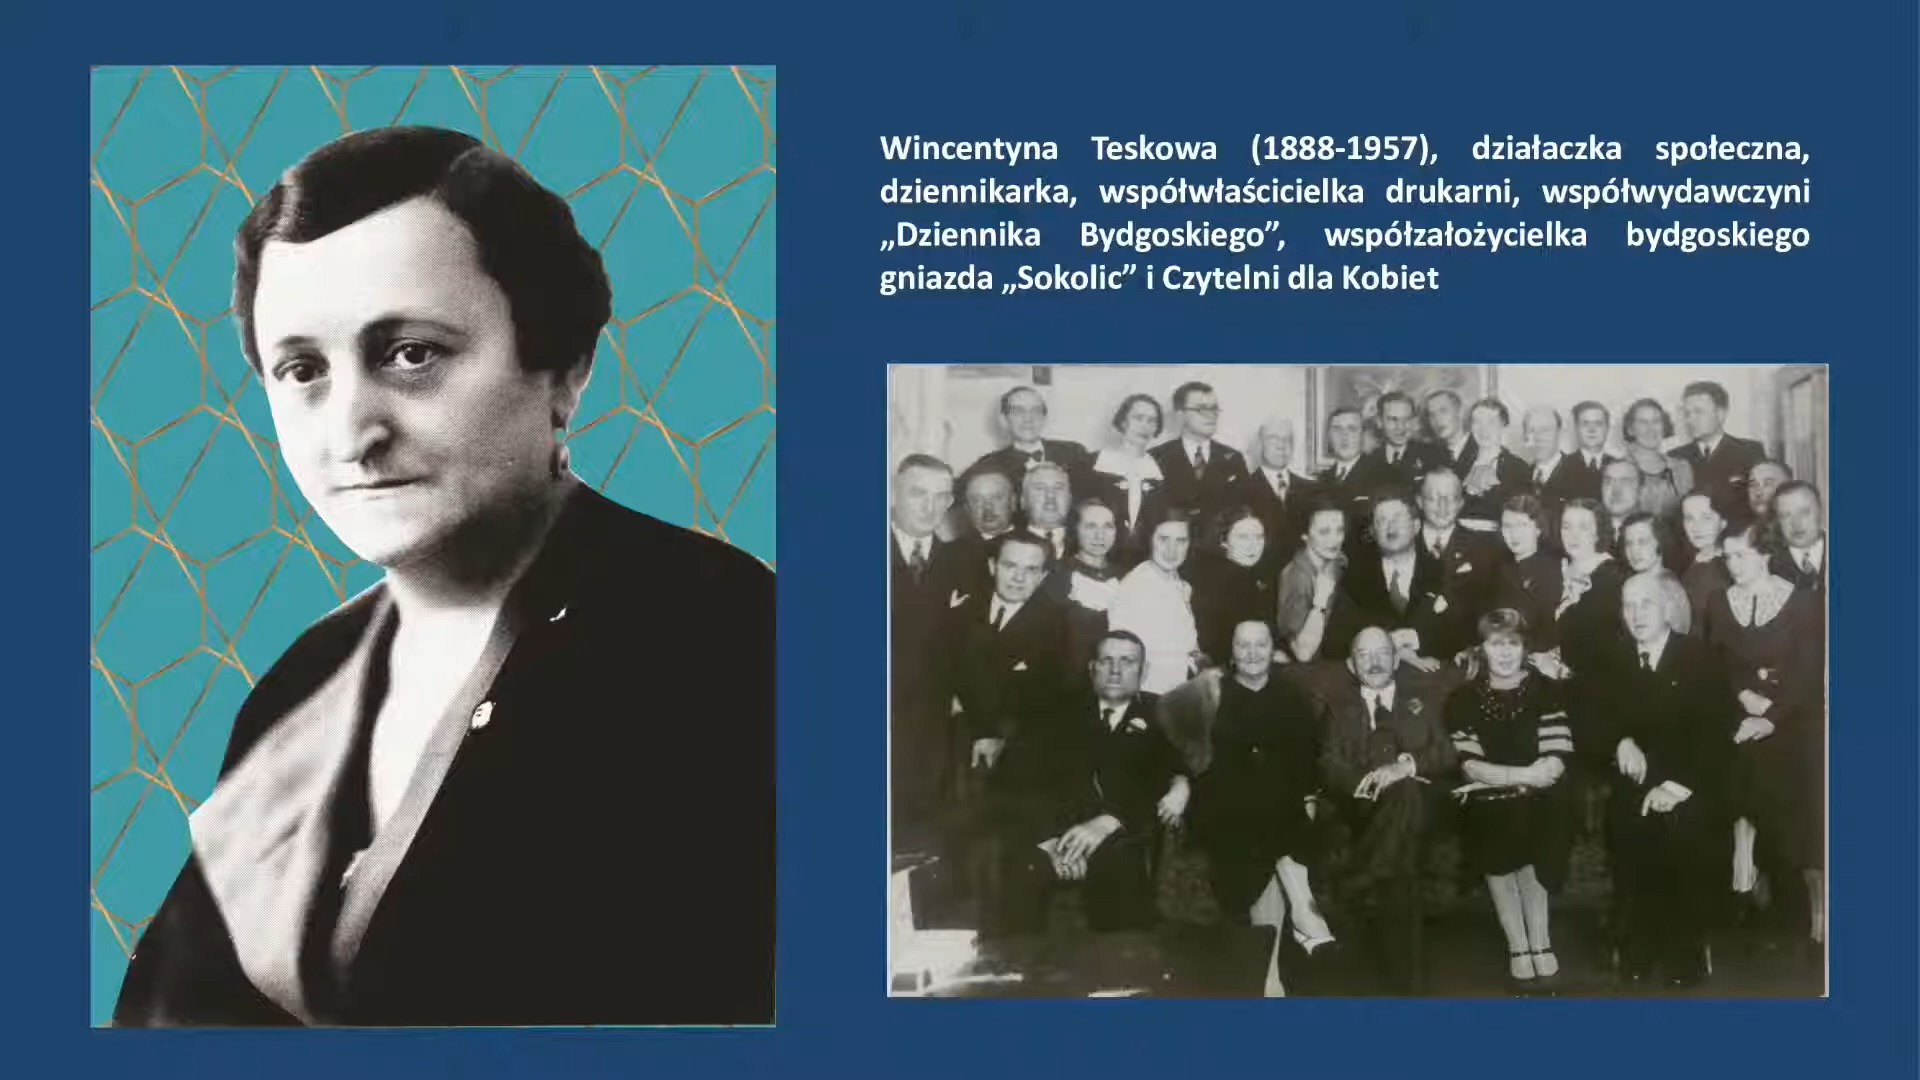 Wincentyna Teskowa (1888-1957), działaczka społeczna,
dziennikarka, współwłaścicielka drukarni, współwydawczyni
„Dziennika Bydgoskiego”, współzałożycielka bydgoskiego
gniazda „Sokolic” i Czytelni dla Kobiet